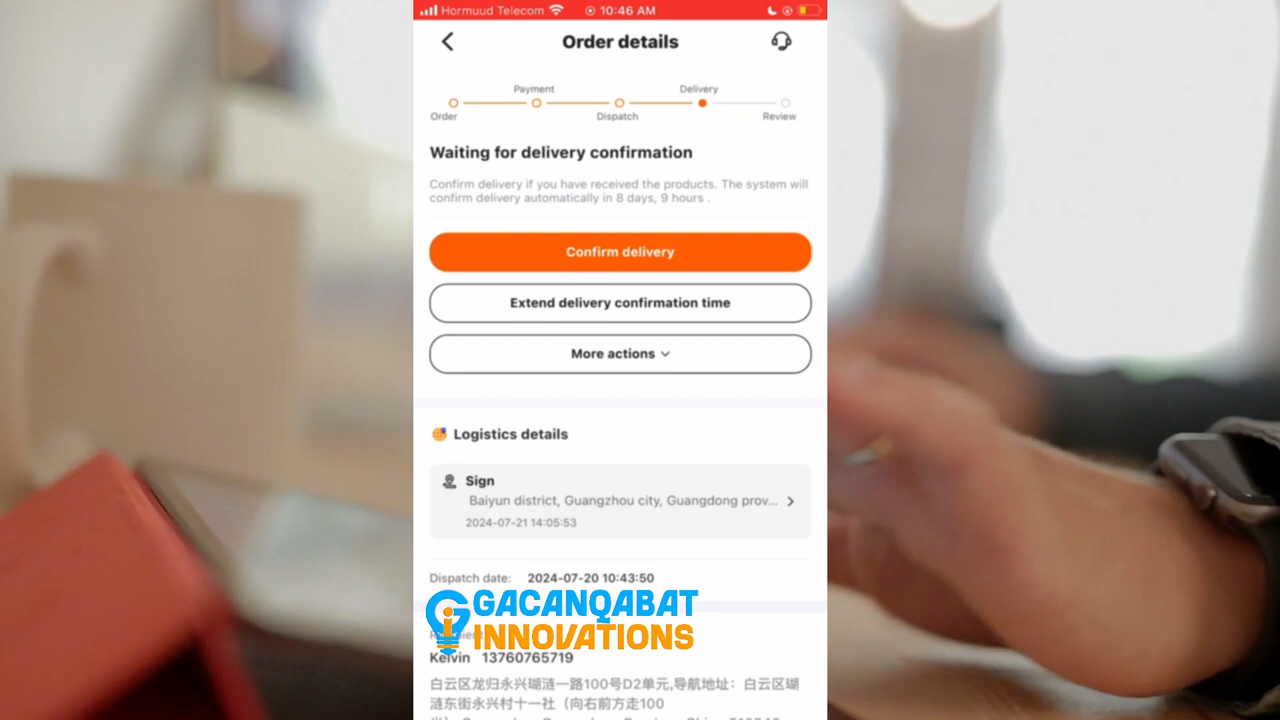 Hormuud Telecom 10:46 AM
Order details
Payment Delivery
Order Dispatch Review
Waiting for delivery confirmation
Confirm delivery if you have received the products. The system will
confirm delivery automatically in 8 days, 9 hours .
Confirm delivery
Extend delivery confirmation time
More actions
Logistics details
Sign
Baiyun district, Guangzhou city, Guangdong prov...
2024-07-21 14:05:53
Dispatch date: 2024-07-20 10:43:50
GACANQABAT
INNOVATIONS
Kelvin 13760765719
白云区龙归永兴瑚涟一路100号D2单元,导航地址：白云区瑚
涟东街永兴村十一社（向右前方走100